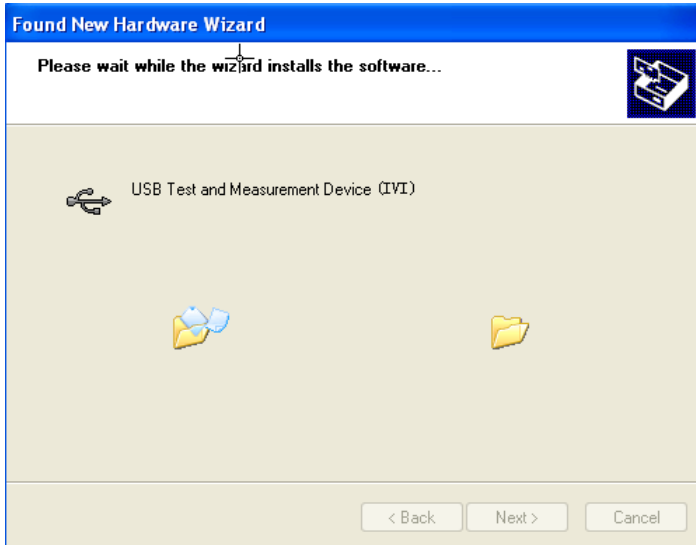 Found New Hardware Wizard
Please wait while the wizard installs the software...
USB Test and Measurement Device (IVI)
< Back
Next >
Cancel